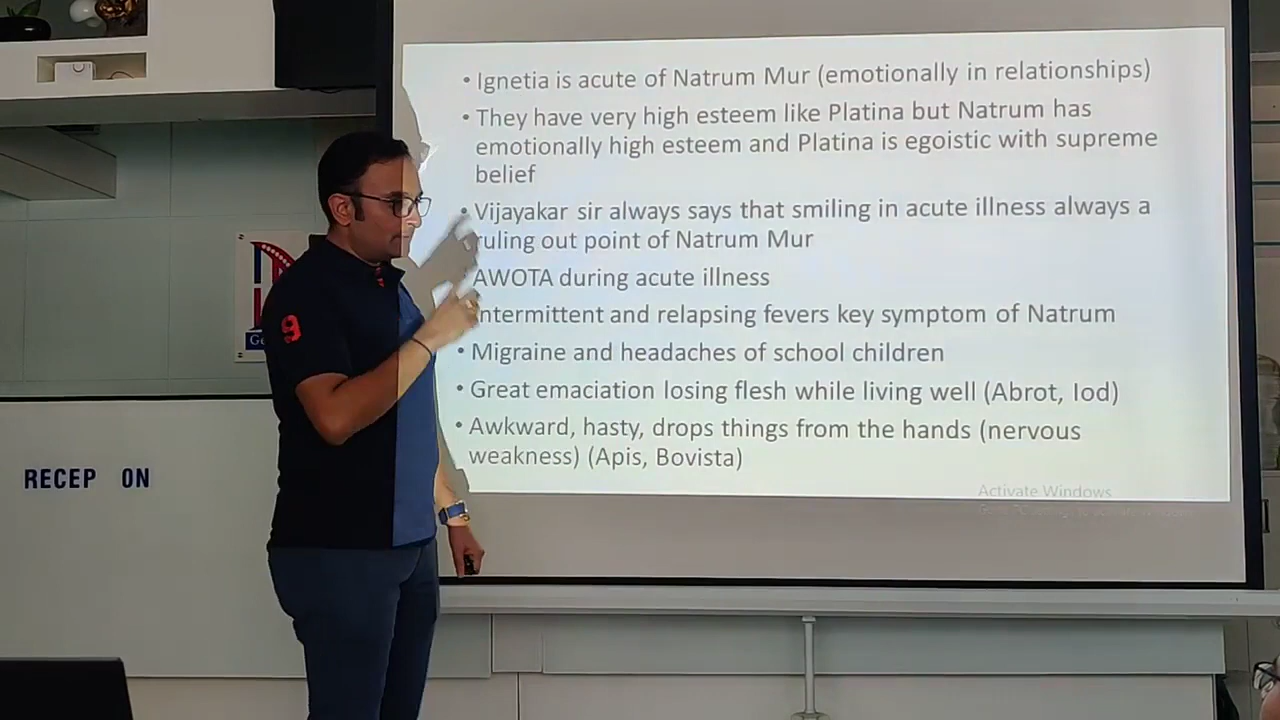 • Ignetia is acute of Natrum Mur (emotionally in relationships)
• They have very high esteem like Platina but Natrum has
emotionally high esteem and Platina is egoistic with supreme
belief
• Vijayakar sir always says that smiling in acute illness always a
ruling out point of Natrum Mur
AWOTA during acute illness
Intermittent and relapsing fevers key symptom of Natrum
• Migraine and headaches of school children
• Great emaciation losing flesh while living well (Abrot, Iod)
• Awkward, hasty, drops things from the hands (nervous
weakness) (Apis, Bovista)
Activate Windows
RECEP ON
9